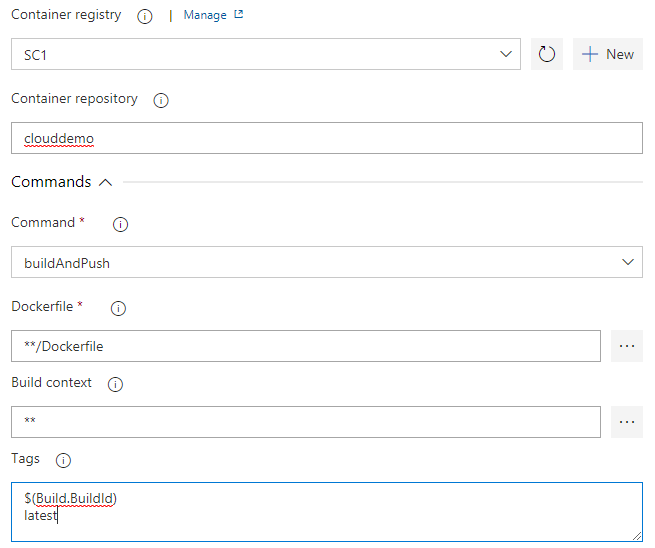 Container registry | Manage
SC1
New
Container repository
clouddemo
Commands
Command *
buildAndPush
Dockerfile *
**/Dockerfile
...
Build context
**
...
Tags
$(Build.BuildId)
latest